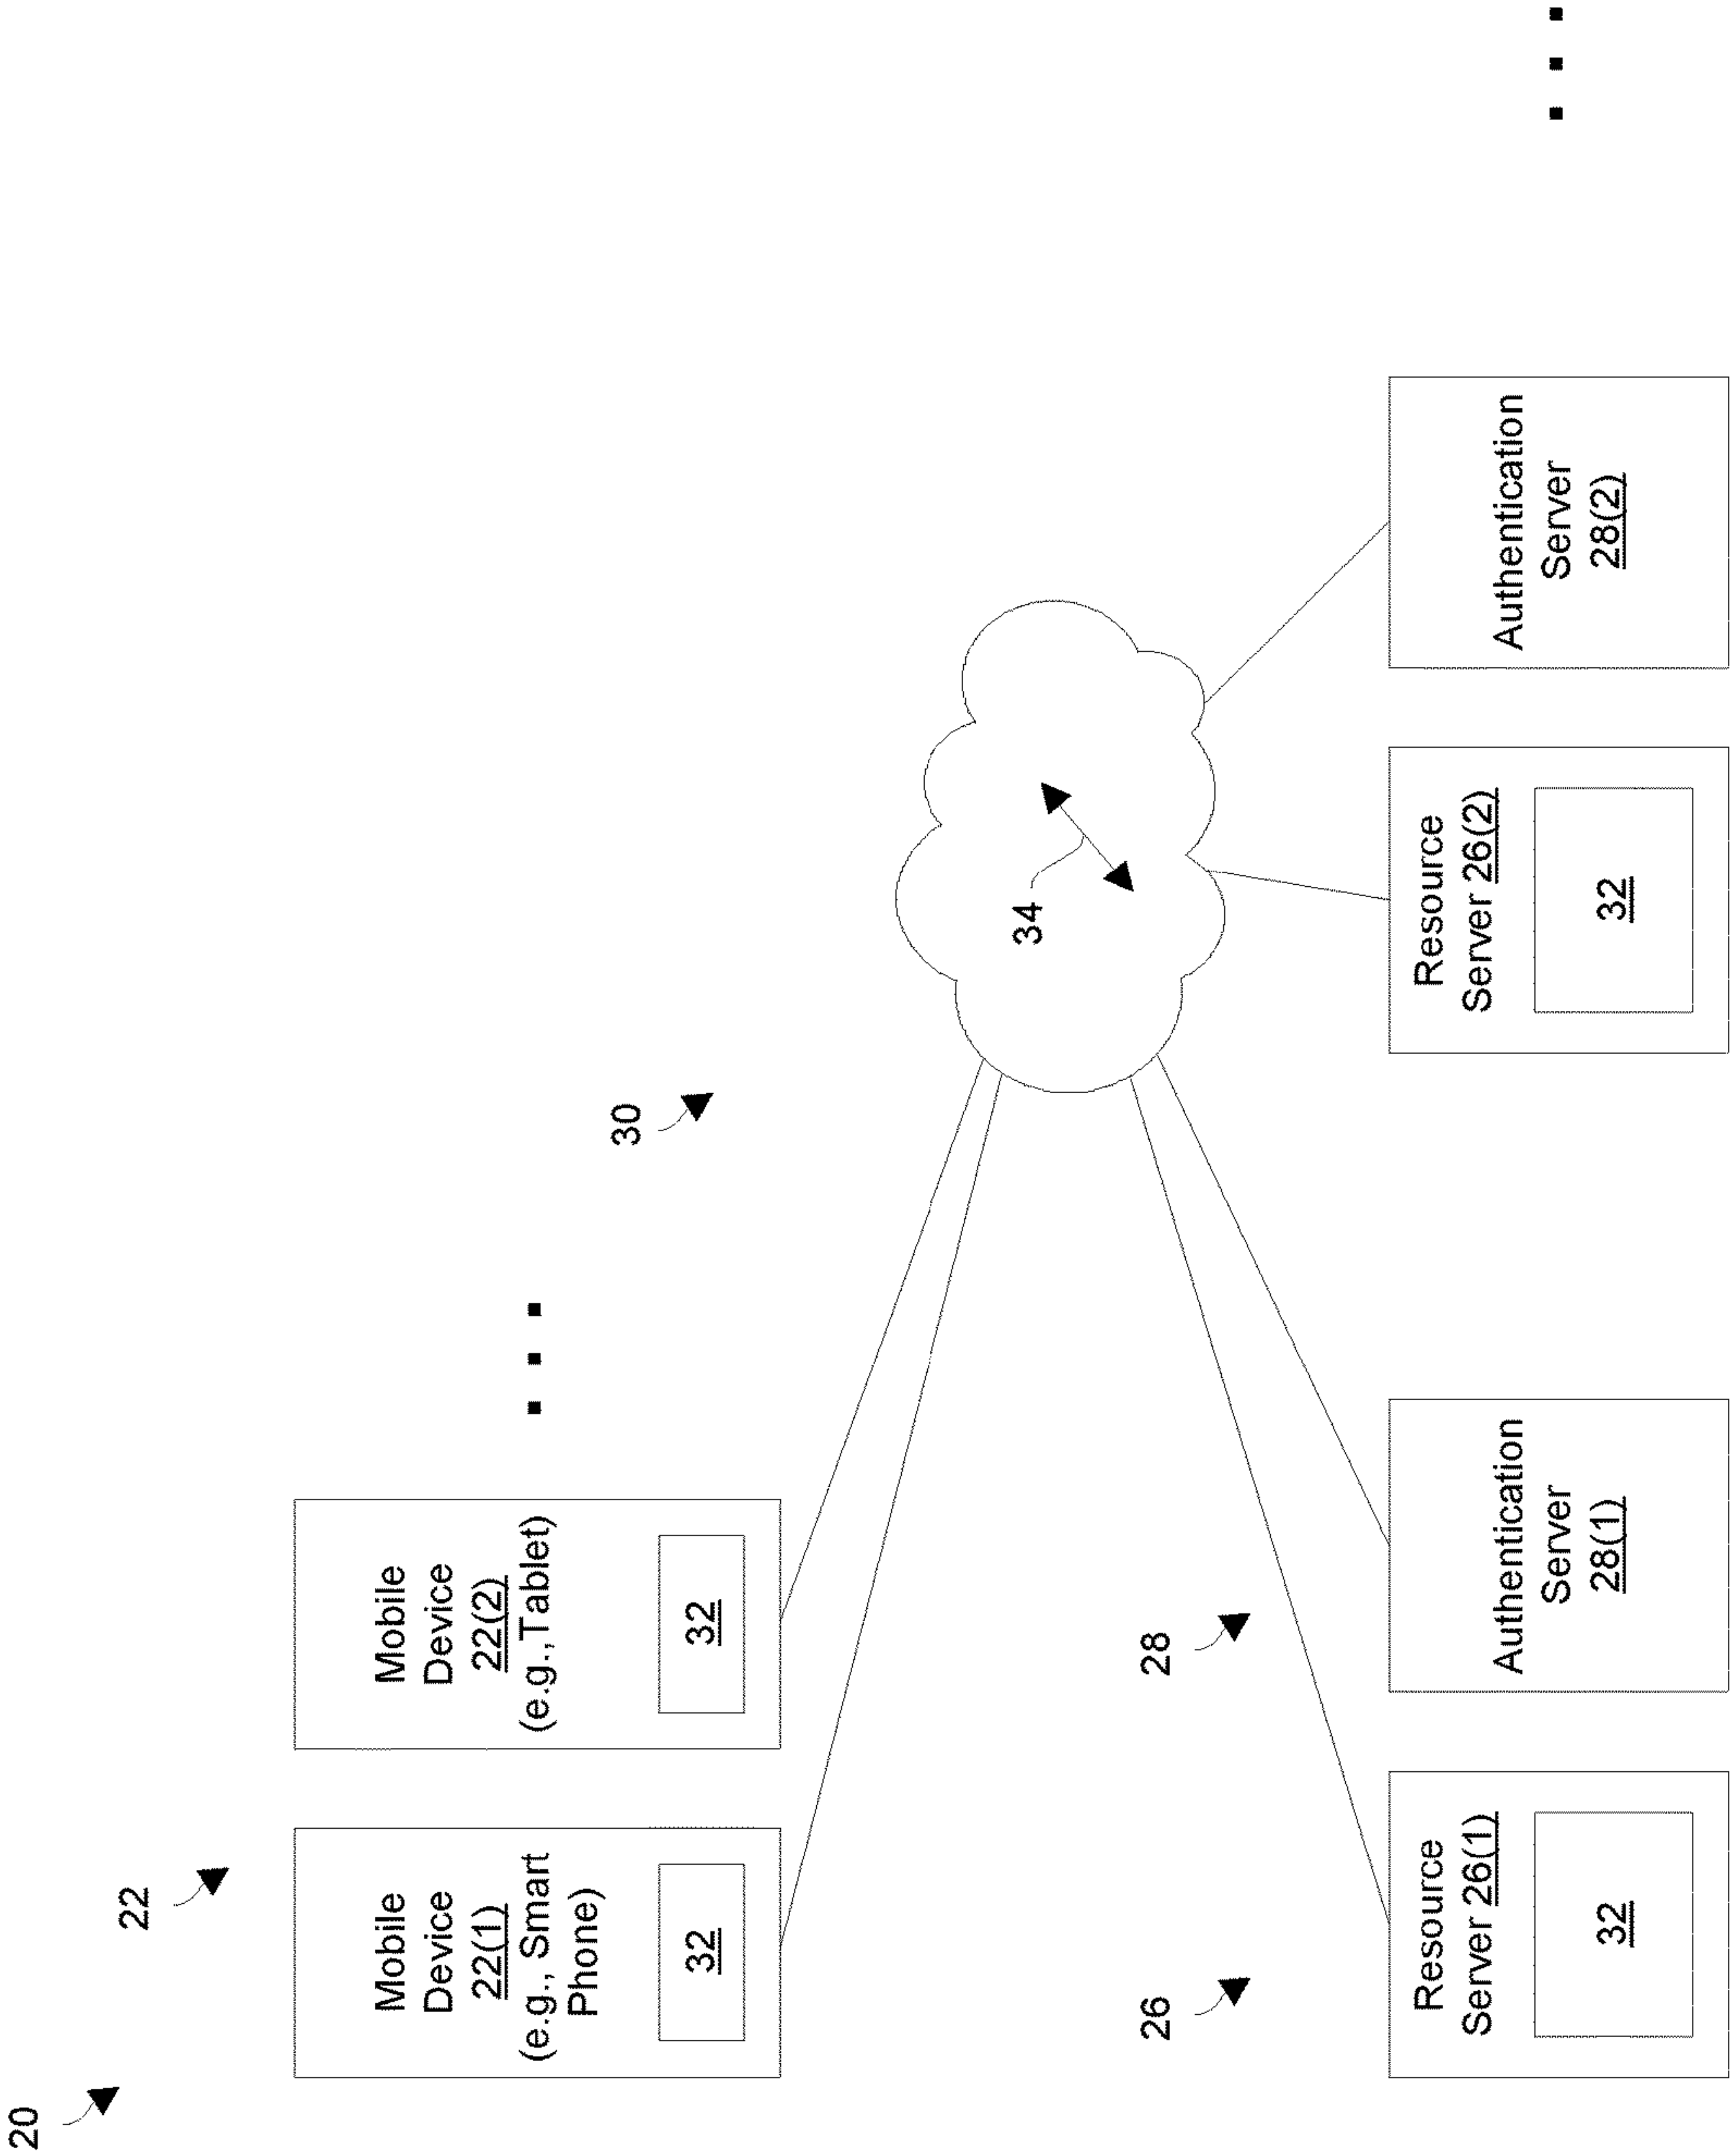 20
22
Mobile
Device
22(1)
(e.g., Smart
Phone)
32
Mobile
Device
22(2)
(e.g.,Tablet)
32
30
34
26
28
Resource
Server 26(1)
32
Authentication
Server
28(1)
Resource
Server 26(2)
32
Authentication
Server
28(2)